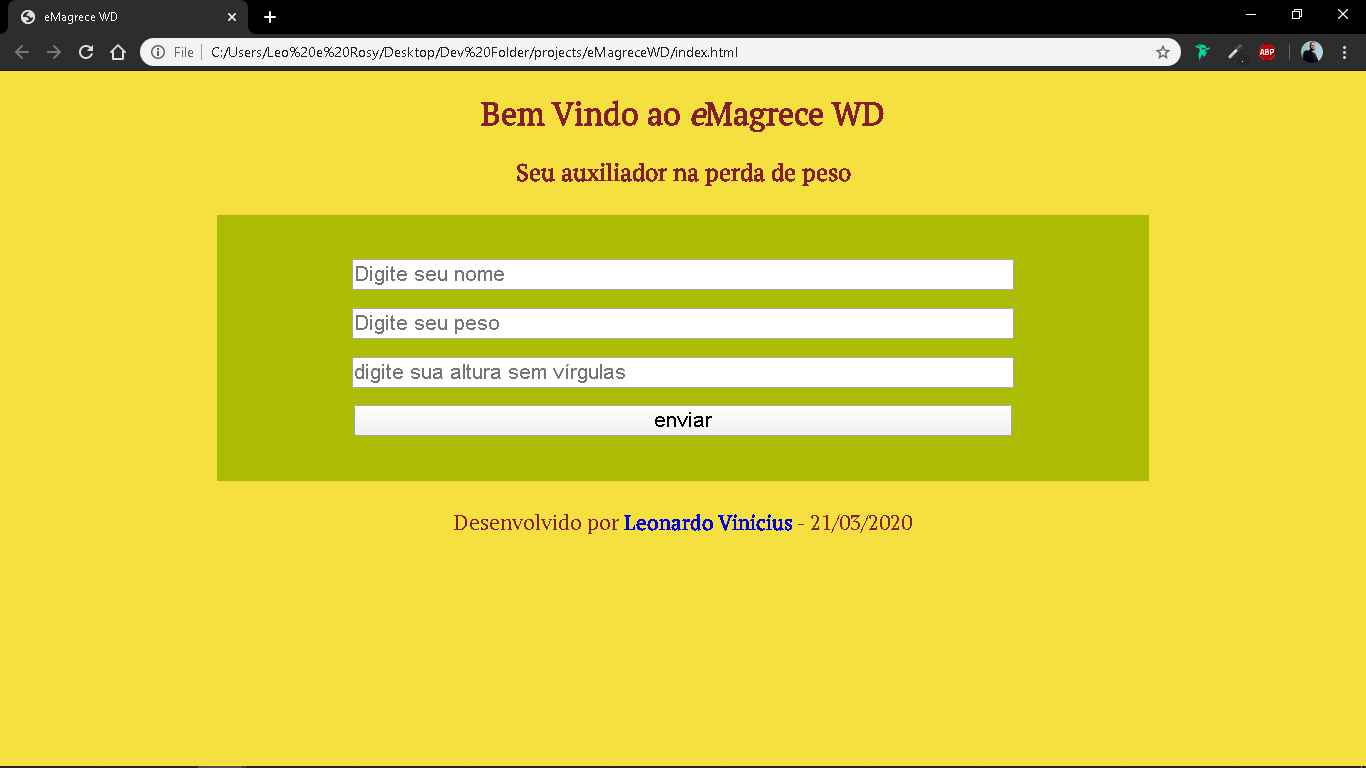 eMagrece WD
File C:/Users/Leo%20e%20Rosy/Desktop/Dev%20Folder/projects/eMagreceWD/index.html
ABP
Bem Vindo ao eMagrece WD
Seu auxiliador na perda de peso
Digite seu nome
Digite seu peso
digite sua altura sem vírgulas
enviar
Desenvolvido por Leonardo Vinicius - 21/03/2020